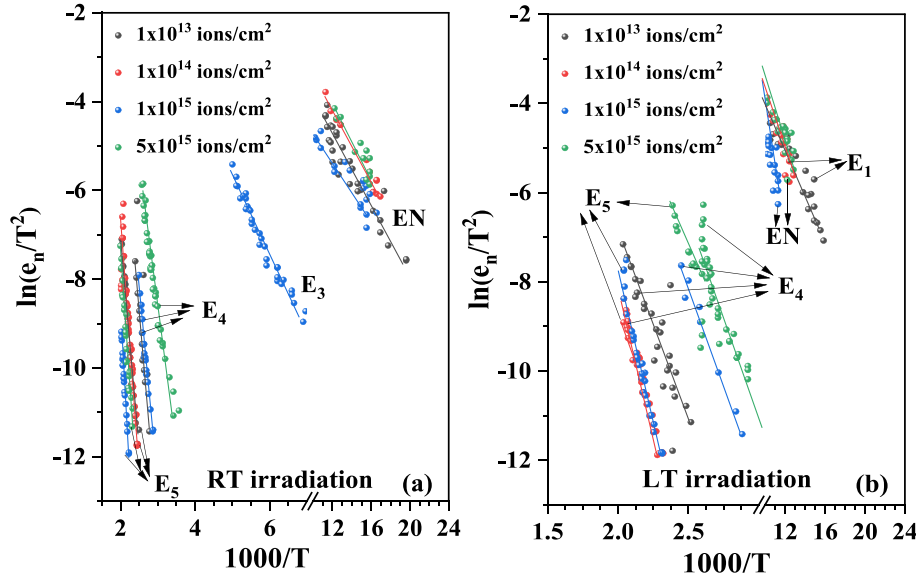 -2
-4
-6
-8
-10
-12
ln(eₙ/T²)
1x10¹³ ions/cm²
1x10¹⁴ ions/cm²
1x10¹⁵ ions/cm²
5x10¹⁵ ions/cm²
EN
E₃
E₄
E₅
RT irradiation
(a)
2 4 6 12 16 20 24
1000/T
-2
-4
-6
-8
-10
-12
ln(eₙ/T²)
1x10¹³ ions/cm²
1x10¹⁴ ions/cm²
1x10¹⁵ ions/cm²
5x10¹⁵ ions/cm²
E₁
E₅
EN
E₄
LT irradiation
(b)
1.5 2.0 2.5 12 16 20 24
1000/T